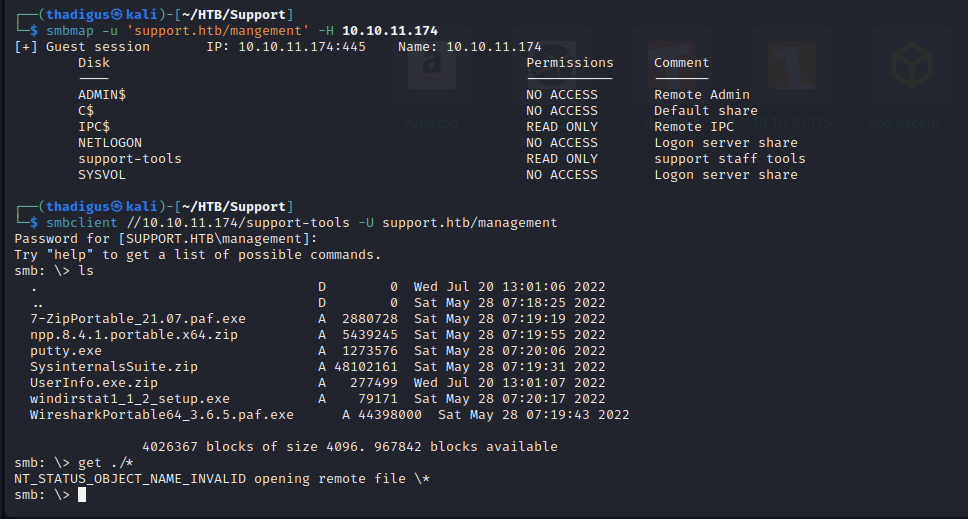 ┌──(thadigus㉿kali)-[~/HTB/Support]
└─$ smbmap -u 'support.htb/mangement' -H 10.10.11.174
[+] Guest session       IP: 10.10.11.174:445    Name: 10.10.11.174
        Disk                                                    Permissions     Comment
        ----                                                    -----------     -------
        ADMIN$                                                  NO ACCESS       Remote Admin
        C$                                                      NO ACCESS       Default share
        IPC$                                                    READ ONLY       Remote IPC
        NETLOGON                                                NO ACCESS       Logon server share
        support-tools                                           READ ONLY       support staff tools
        SYSVOL                                                  NO ACCESS       Logon server share
┌──(thadigus㉿kali)-[~/HTB/Support]
└─$ smbclient //10.10.11.174/support-tools -U support.htb/management
Password for [SUPPORT.HTB\management]:
Try "help" to get a list of possible commands.
smb: \> ls
  .                                   D        0  Wed Jul 20 13:01:06 2022
  ..                                  D        0  Sat May 28 07:18:25 2022
  7-ZipPortable_21.07.paf.exe         A  2880728  Sat May 28 07:19:19 2022
  npp.8.4.1.portable.x64.zip          A  5439245  Sat May 28 07:19:55 2022
  putty.exe                           A  1273576  Sat May 28 07:20:06 2022
  SysinternalsSuite.zip               A 48102161  Sat May 28 07:19:31 2022
  UserInfo.exe.zip                    A   277499  Wed Jul 20 13:01:07 2022
  windirstat1_1_2_setup.exe           A    79171  Sat May 28 07:20:17 2022
  WiresharkPortable64_3.6.5.paf.exe      A 44398000  Sat May 28 07:19:43 2022
                4026367 blocks of size 4096. 967842 blocks available
smb: \> get ./*
NT_STATUS_OBJECT_NAME_INVALID opening remote file \*
smb: \>
Amazon
Sponsored
app.hackth...